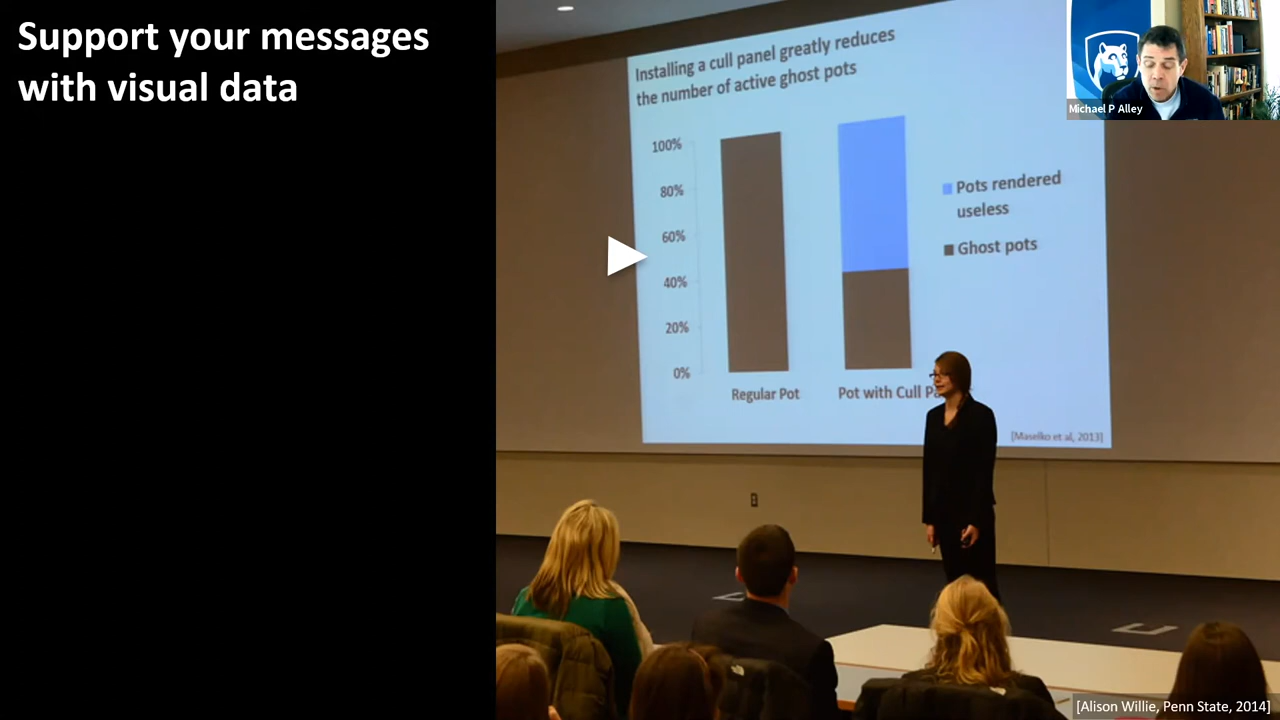 Support your messages
with visual data
Installing a cull panel greatly reduces
the number of active ghost pots
100%
80%
60%
40%
20%
0%
Regular Pot
Pot with Cull Pa
Pots rendered
useless
Ghost pots
[Maselko et al, 2013]
Michael P Alley
[Alison Willie, Penn State, 2014]